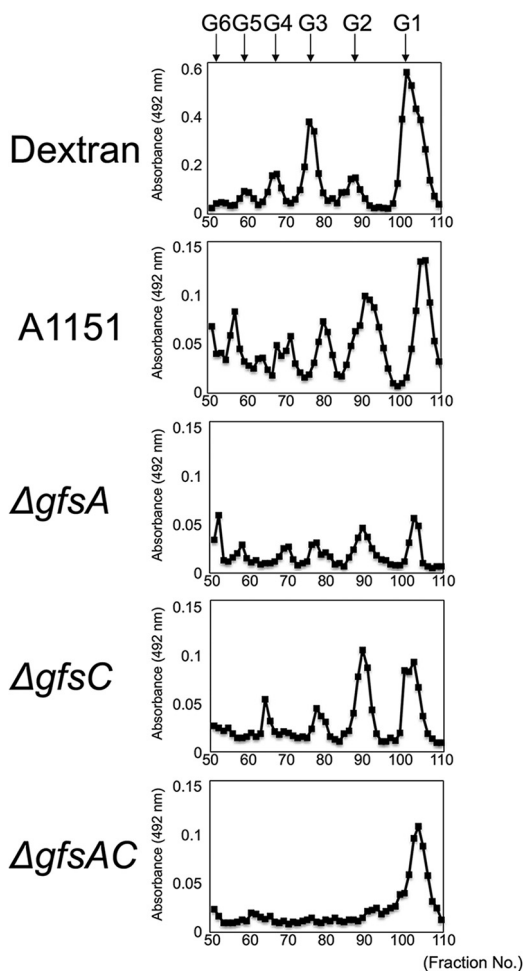 G6 G5 G4 G3 G2 G1
Dextran
Absorbance (492 nm)
0.6
0.4
0.2
0
50 60 70 80 90 100 110
A1151
Absorbance (492 nm)
0.15
0.1
0.05
0
50 60 70 80 90 100 110
ΔgfsA
Absorbance (492 nm)
0.15
0.1
0.05
0
50 60 70 80 90 100 110
ΔgfsC
Absorbance (492 nm)
0.15
0.1
0.05
0
50 60 70 80 90 100 110
ΔgfsAC
Absorbance (492 nm)
0.15
0.1
0.05
0
50 60 70 80 90 100 110
(Fraction No.)